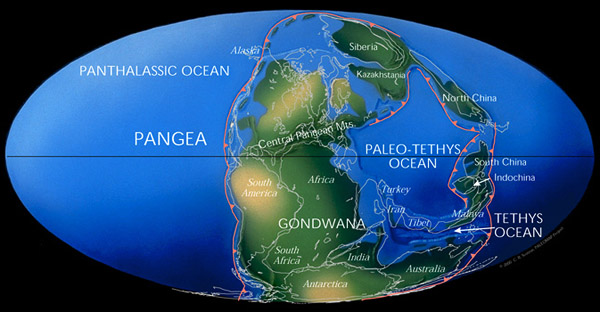 Alaska
Siberia
PANTHALASSIC OCEAN
Kazakhstania
North China
PANGEA
Central Pangean Mts.
PALEO-TETHYS
OCEAN
South China
Indochina
South
America
Africa
Turkey
GONDWANA
Iran
Tibet
Malaya
TETHYS
OCEAN
South
Africa
India
Australia
Antarctica